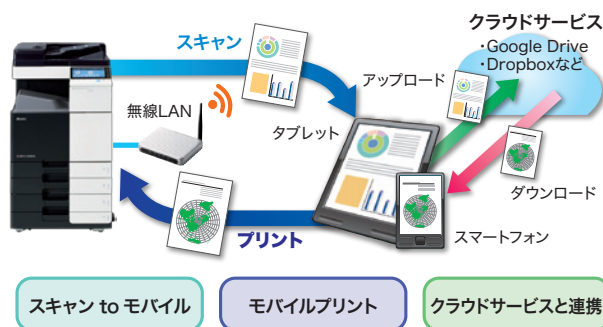 クラウドサービス
・Google Drive
・Dropboxなど
スキャン
アップロード
無線LAN
タブレット
ダウンロード
スマートフォン
プリント
スキャン to モバイル
モバイルプリント
クラウドサービスと連携